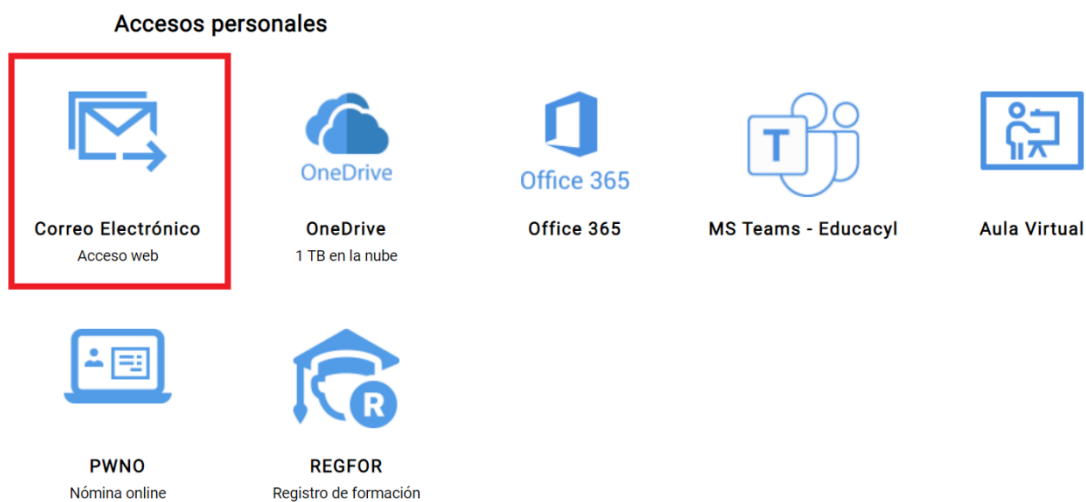 Accesos personales
OneDrive
Office 365
T
Correo Electrónico
Acceso web
OneDrive
1 TB en la nube
Office 365
MS Teams - Educacyl
Aula Virtual
R
PWNO
Nómina online
REGFOR
Registro de formación